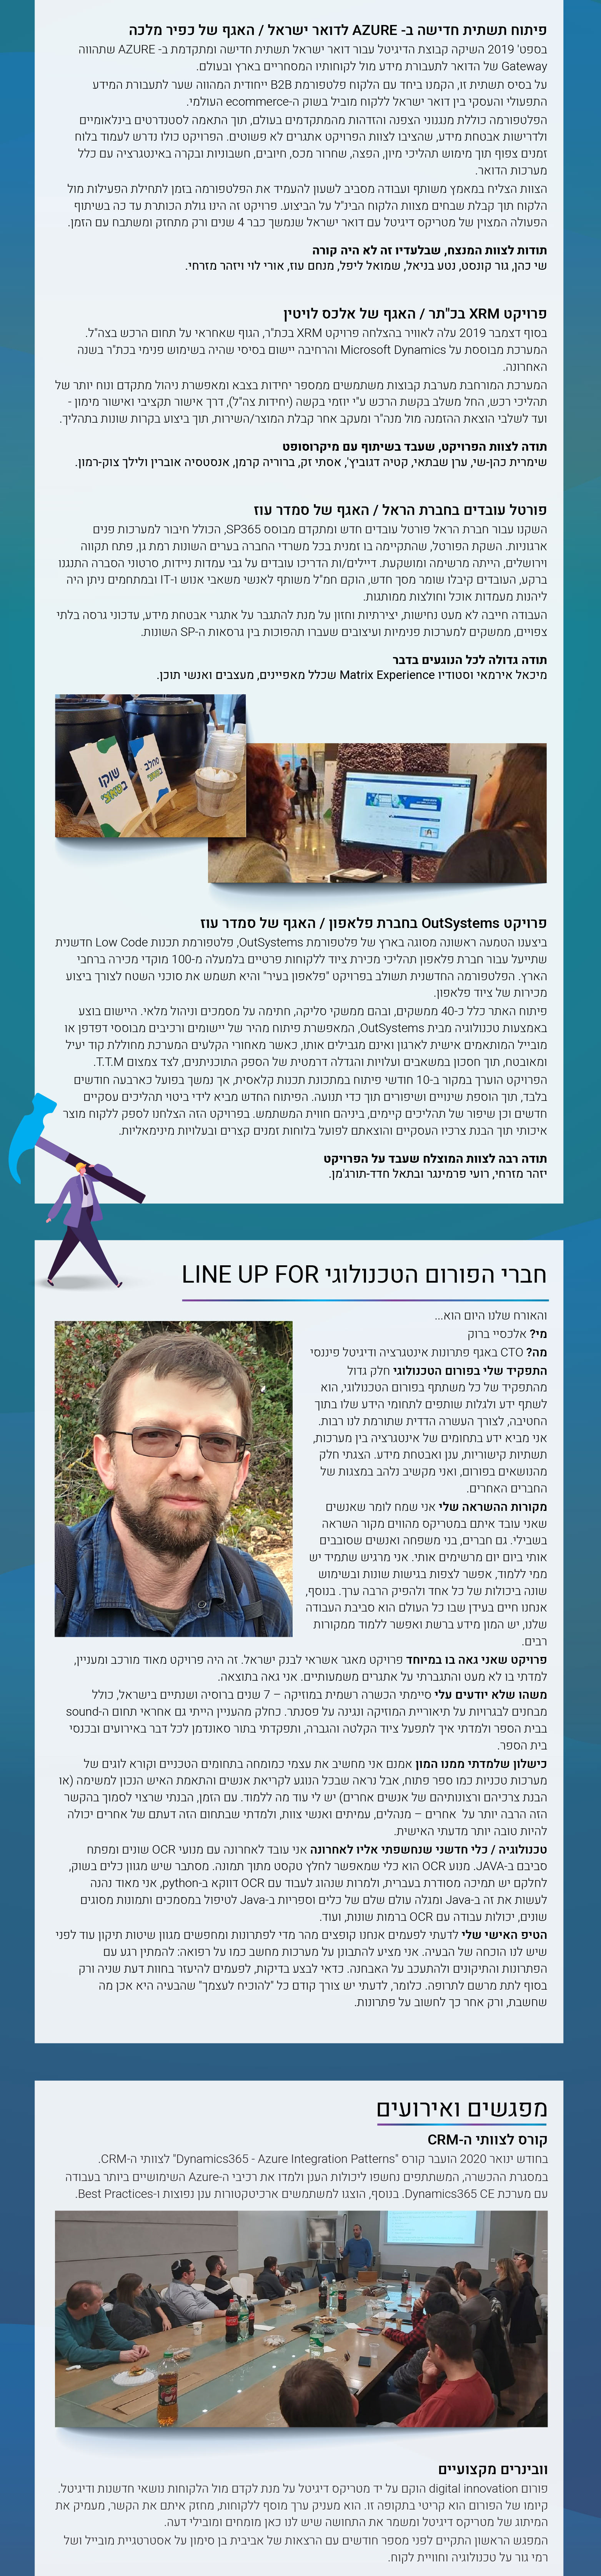 פיתוח תשתית חדישה ב- AZURE לדואר ישראל / האגף של כפיר מלכה
בספט' 2019 השיקה קבוצת הדיגיטל עבור דואר ישראל תשתית חדישה ומתקדמת ב- AZURE שתהווה
Gateway של הדואר לתעבורת מידע מול לקוחותיו המסחריים בארץ ובעולם.
על בסיס תשתית זו, הקמנו ביחד עם הלקוח פלטפורמת B2B ייחודית המהווה שער לתעבורת המידע
התפעולי והעסקי בין דואר ישראל ללקוח מוביל בשוק ה-ecommerce העולמי.
הפלטפורמה כוללת מנגנוני הצפנה והזדהות מהמתקדמים בעולם, תוך התאמה לסטנדרטים בינלאומיים
ולדרישות אבטחת מידע, שהציבו לצוות הפרויקט אתגרים לא פשוטים. הפרויקט כולו נדרש לעמוד בלוח
זמנים צפוף תוך מימוש תהליכי מיון, הפצה, שחרור מכס, חיובים, חשבוניות ובקרה באינטגרציה עם כלל
מערכות הדואר.
הצוות הצליח במאמץ משותף ועבודה מסביב לשעון להעמיד את הפלטפורמה בזמן לתחילת הפעילות מול
הלקוח תוך קבלת שבחים מצוות הלקוח הבינ"ל על הביצוע. פרויקט זה הינו גולת הכותרת עד כה בשיתוף
הפעולה המצוין של מטריקס דיגיטל עם דואר ישראל שנמשך כבר 4 שנים ורק מתחזק ומשתבח עם הזמן.
תודות לצוות המנצח, שבלעדיו זה לא היה קורה
שי כהן, גור קונסט, נטע בניאל, שמואל ליפל, מנחם עוז, אורי לוי ויזהר מזרחי.
פרויקט XRM בכ"תר / האגף של אלכס לויטין
בסוף דצמבר 2019 עלה לאוויר בהצלחה פרויקט XRM בכת"ר, הגוף שאחראי על תחום הרכש בצה"ל.
המערכת מבוססת על Microsoft Dynamics והרחיבה יישום בסיסי שהיה בשימוש פנימי בכת"ר בשנה
האחרונה.
המערכת המורחבת מערבת קבוצות משתמשים ממספר יחידות בצבא ומאפשרת ניהול מתקדם ונוח יותר של
תהליכי רכש, החל משלב בקשת הרכש ע"י יוזמי בקשה (יחידות צה"ל), דרך אישור תקציבי ואישור מימון -
ועד לשלבי הוצאת ההזמנה מול מנה"ר ומעקב אחר קבלת המוצר/השירות, תוך ביצוע בקרות שונות בתהליך.
תודה לצוות הפרויקט, שעבד בשיתוף עם מיקרוסופט
שימרית כהן-שי, ערן שבתאי, קטיה דגוביץ', אסתי זק, ברוריה קרמן, אנסטסיה אוברין ולילך צוק-רמון.
פורטל עובדים בחברת הראל / האגף של סמדר עוז
השקנו עבור חברת הראל פורטל עובדים חדש ומתקדם מבוסס SP365, הכולל חיבור למערכות פנים
ארגוניות. השקת הפורטל, שהתקיימה בו זמנית בכל משרדי החברה בערים השונות רמת גן, פתח תקווה
וירושלים, הייתה מרשימה ומושקעת. דיילים/ות הדריכו עובדים על גבי עמדות ניידות, סרטוני הסברה התנגנו
ברקע, העובדים קיבלו שומר מסך חדש, הוקם חמ"ל משותף לאנשי משאבי אנוש ו-IT ובמתחמים ניתן היה
ליהנות מעמדות אוכל וחולצות ממותגות.
העבודה חייבה לא מעט נחישות, יצירתיות וחזון על מנת להתגבר על אתגרי אבטחת מידע, עדכוני גרסה בלתי
צפויים, ממשקים למערכות פנימיות ועיצובים שעברו תהפוכות בין גרסאות ה-SP השונות.
תודה גדולה לכל הנוגעים בדבר
מיכאל אירמאי וסטודיו Matrix Experience שכלל מאפיינים, מעצבים ואנשי תוכן.
שוקו
פרויקט OutSystems בחברת פלאפון / האגף של סמדר עוז
ביצענו הטמעה ראשונה מסוגה בארץ של פלטפורמת OutSystems, פלטפורמת תכנות Low Code חדשנית
שתייעל עבור חברת פלאפון תהליכי מכירת ציוד ללקוחות פרטיים בלמעלה מ-100 מוקדי מכירה ברחבי
הארץ. הפלטפורמה החדשנית תשולב בפרויקט "פלאפון בעיר" והיא תשמש את סוכני השטח לצורך ביצוע
מכירות של ציוד פלאפון.
פיתוח האתר כלל כ-40 ממשקים, ובהם ממשקי סליקה, חתימה על מסמכים וניהול מלאי. היישום בוצע
באמצעות טכנולוגיה מבית OutSystems, המאפשרת פיתוח מהיר של יישומים ורכיבים מבוססי דפדפן או
מובייל המותאמים אישית לארגון ואינם מגבילים אותו, כאשר מאחורי הקלעים המערכת מחוללת קוד יעיל
ומאובטח, תוך חסכון במשאבים ועלויות והגדלה דרמטית של הספק התוכניתנים, לצד צמצום T.T.M.
הפרויקט הוערך במקור ב-10 חודשי פיתוח במתכונת תכנות קלאסית, אך נמשך בפועל כארבעה חודשים
בלבד, תוך הוספת שינויים ושיפורים תוך כדי תנועה. הפיתוח החדש מביא לידי ביטוי תהליכים עסקיים
חדשים וכן שיפור של תהליכים קיימים, ביניהם חווית המשתמש. בפרויקט הזה הצלחנו לספק ללקוח מוצר
איכותי תוך הבנת צרכיו העסקיים והוצאתם לפועל בלוחות זמנים קצרים ובעלויות מינימאליות.
תודה רבה לצוות המוצלח שעבד על הפרויקט
יזהר מזרחי, רועי פרמינגר ובתאל חדד-תורג'מן.
חברי הפורום הטכנולוגי LINE UP FOR
והאורח שלנו היום הוא...
מי? אלכסיי ברוק
מה? CTO באגף פתרונות אינטגרציה ודיגיטל פיננסי
התפקיד שלי בפורום הטכנולוגי חלק גדול
מהתפקיד של כל משתתף בפורום הטכנולוגי, הוא
לשתף ידע ולגלות שותפים לתחומי הידע שלו בתוך
החטיבה, לצורך העשרה הדדית שתורמת לנו רבות.
אני מביא ידע בתחומים של אינטגרציה בין מערכות,
תשתיות קישוריות, ענן ואבטחת מידע. הצגתי חלק
מהנושאים בפורום, ואני מקשיב נלהב במצגות של
החברים האחרים.
מקורות ההשראה שלי אני שמח לומר שאנשים
שאני עובד איתם במטריקס מהווים מקור השראה
בשבילי. גם חברים, בני משפחה ואנשים שסובבים
אותי ביום יום מרשימים אותי. אני מרגיש שתמיד יש
ממי ללמוד, אפשר לצפות בגישות שונות ובשימוש
שונה ביכולות של כל אחד ולהפיק הרבה ערך. בנוסף,
אנחנו חיים בעידן שבו כל העולם הוא סביבת העבודה
שלנו, יש המון מידע ברשת ואפשר ללמוד ממקורות
רבים.
פרויקט שאני גאה בו במיוחד פרויקט מאגר אשראי לבנק ישראל. זה היה פרויקט מאוד מורכב ומעניין,
למדתי בו לא מעט והתגברתי על אתגרים משמעותיים. אני גאה בתוצאה.
משהו שלא יודעים עלי סיימתי הכשרה רשמית במוזיקה – 7 שנים ברוסיה ושנתיים בישראל, כולל
מבחנים לבגרויות על תיאוריית המוזיקה ונגינה על פסנתר. כחלק מהעניין הייתי גם אחראי תחום ה-sound
בבית הספר ולמדתי איך לתפעל ציוד הקלטה והגברה, ותפקדתי בתור סאונדמן לכל דבר באירועים ובכנסי
בית הספר.
כישלון שלמדתי ממנו המון אמנם אני מחשיב את עצמי כמומחה בתחומים הטכניים וקורא לוגים של
מערכות טכניות כמו ספר פתוח, אבל נראה שבכל הנוגע לקריאת אנשים והתאמת האיש הנכון למשימה (או
הבנת צרכיהם ורצונותיהם של אנשים אחרים) יש לי עוד מה ללמוד. עם הזמן, הבנתי שרצוי לסמוך בהקשר
הזה הרבה יותר על  אחרים – מנהלים, עמיתים ואנשי צוות, ולמדתי שבתחום הזה דעתם של אחרים יכולה
להיות טובה יותר מדעתי האישית.
טכנולוגיה / כלי חדשני שנחשפתי אליו לאחרונה אני עובד לאחרונה עם מנועי OCR שונים ומפתח
סביבם ב-JAVA. מנוע OCR הוא כלי שמאפשר לחלץ טקסט מתוך תמונה. מסתבר שיש מגוון כלים בשוק,
לחלקם יש תמיכה מסודרת בעברית, ולמרות שנהוג לעבוד עם OCR דווקא ב-python, אני מאוד נהנה
לעשות את זה ב-Java ומגלה עולם שלם של כלים וספריות ב-Java לטיפול במסמכים ותמונות מסוגים
שונים, יכולות עבודה עם OCR ברמות שונות, ועוד.
הטיפ האישי שלי לדעתי לפעמים אנחנו קופצים מהר מדי לפתרונות ומחפשים מגוון שיטות תיקון עוד לפני
שיש לנו הוכחה של הבעיה. אני מציע להתבונן על מערכות מחשב כמו על רפואה: להמתין רגע עם
הפתרונות והתיקונים ולהתעכב על האבחנה. כדאי לבצע בדיקות, לפעמים להיעזר בחוות דעת שניה ורק
בסוף לתת מרשם לתרופה. כלומר, לדעתי יש צורך קודם כל "להוכיח לעצמך" שהבעיה היא אכן מה
שחשבת, ורק אחר כך לחשוב על פתרונות.
מפגשים ואירועים
קורס לצוותי ה-CRM
בחודש ינואר 2020 הועבר קורס "Dynamics365 - Azure Integration Patterns" לצוותי ה-CRM.
במסגרת ההכשרה, המשתתפים נחשפו ליכולות הענן ולמדו את רכיבי ה-Azure השימושיים ביותר בעבודה
עם מערכת Dynamics365 CE. בנוסף, הוצגו למשתמשים ארכיטקטורות ענן נפוצות ו-Best Practices.
וובינרים מקצועיים
פורום digital innovation הוקם על יד מטריקס דיגיטל על מנת לקדם מול הלקוחות נושאי חדשנות ודיגיטל.
קיומו של הפורום הוא קריטי בתקופה זו. הוא מעניק ערך מוסף ללקוחות, מחזק איתם את הקשר, מעמיק את
המיתוג של מטריקס דיגיטל ומשמר את התחושה שיש לנו כאן מומחים ומובילי דעה.
המפגש הראשון התקיים לפני מספר חודשים עם הרצאות של אביבית בן סימון על אסטרטגיית מובייל ושל
רמי גור על טכנולוגיה וחוויית לקוח.